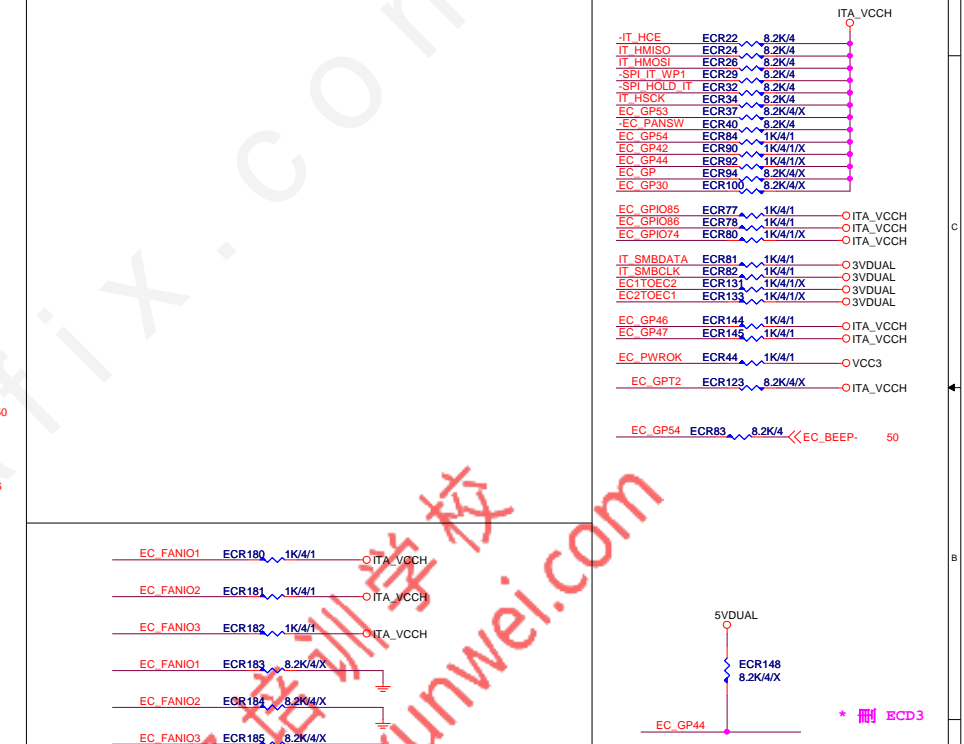 ITA_VCCH
-IT_HCE ECR22 8.2K/4
IT_HMISO ECR24 8.2K/4
IT_HMOSI ECR26 8.2K/4
-SPI_IT_WP1 ECR29 8.2K/4
-SPI_HOLD_IT ECR32 8.2K/4
IT_HSCK ECR34 8.2K/4
EC_GP53 ECR37 8.2K/4/X
-EC_PANSW ECR40 8.2K/4
EC_GP54 ECR84 1K/4/1
EC_GP42 ECR90 1K/4/1/X
EC_GP44 ECR92 1K/4/1/X
EC_GP ECR94 8.2K/4/X
EC_GP30 ECR100 8.2K/4/X
EC_GPIO85 ECR77 1K/4/1 ITA_VCCH
EC_GPIO86 ECR78 1K/4/1 ITA_VCCH
EC_GPIO74 ECR80 1K/4/1/X ITA_VCCH
C
IT_SMBDATA ECR81 1K/4/1 3VDUAL
IT_SMBCLK ECR82 1K/4/1 3VDUAL
EC1TOEC2 ECR131 1K/4/1/X 3VDUAL
EC2TOEC1 ECR133 1K/4/1/X 3VDUAL
EC_GP46 ECR144 1K/4/1 ITA_VCCH
EC_GP47 ECR145 1K/4/1 ITA_VCCH
EC_PWROK ECR44 1K/4/1 VCC3
EC_GPT2 ECR123 8.2K/4/X ITA_VCCH
EC_GP54 ECR83 8.2K/4 EC_BEEP- 50
EC_FANIO1 ECR180 1K/4/1 ITA_VCCH
B
EC_FANIO2 ECR181 1K/4/1 ITA_VCCH
EC_FANIO3 ECR182 1K/4/1 ITA_VCCH
EC_FANIO1 ECR183 8.2K/4/X
EC_FANIO2 ECR184 8.2K/4/X
EC_FANIO3 ECR185 8.2K/4/X
5VDUAL
ECR148
8.2K/4/X
EC_GP44
* 刪 ECD3
培训学校
unwei.com
fix.com